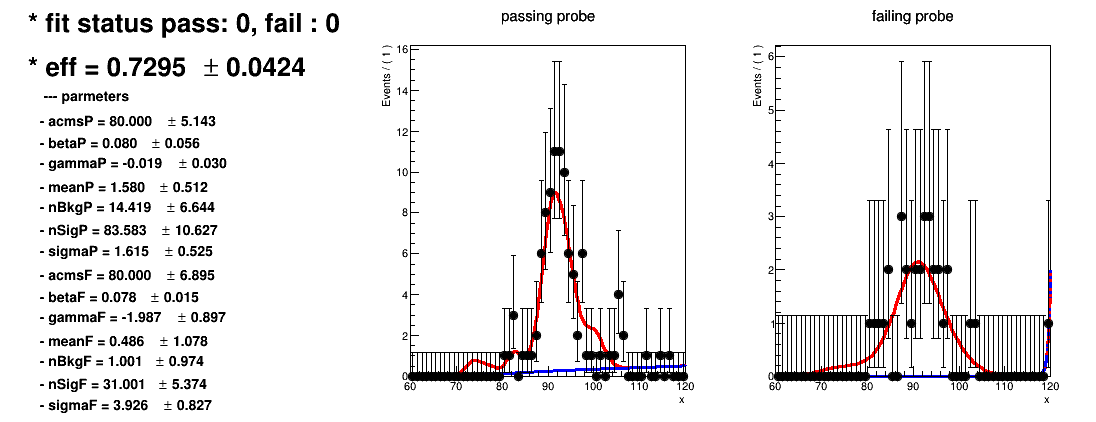 * fit status pass: 0, fail : 0
* eff = 0.7295 ± 0.0424
--- parmeters
- acmsP = 80.000 ± 5.143
- betaP = 0.080 ± 0.056
- gammaP = -0.019 ± 0.030
- meanP = 1.580 ± 0.512
- nBkgP = 14.419 ± 6.644
- nSigP = 83.583 ± 10.627
- sigmaP = 1.615 ± 0.525
- acmsF = 80.000 ± 6.895
- betaF = 0.078 ± 0.015
- gammaF = -1.987 ± 0.897
- meanF = 0.486 ± 1.078
- nBkgF = 1.001 ± 0.974
- nSigF = 31.001 ± 5.374
- sigmaF = 3.926 ± 0.827
passing probe
Events / ( 1 )
16
14
12
10
8
6
4
2
0
60 70 80 90 100 110 120
x
failing probe
Events / ( 1 )
6
5
4
3
2
1
0
60 70 80 90 100 110 120
x